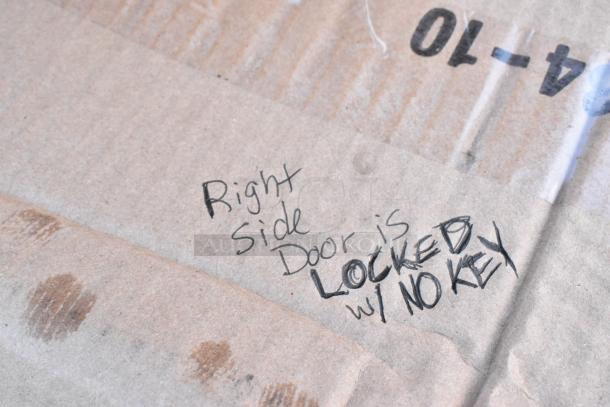 4-10
Right
Side
Door is
LOCKED
w/ NO KEY